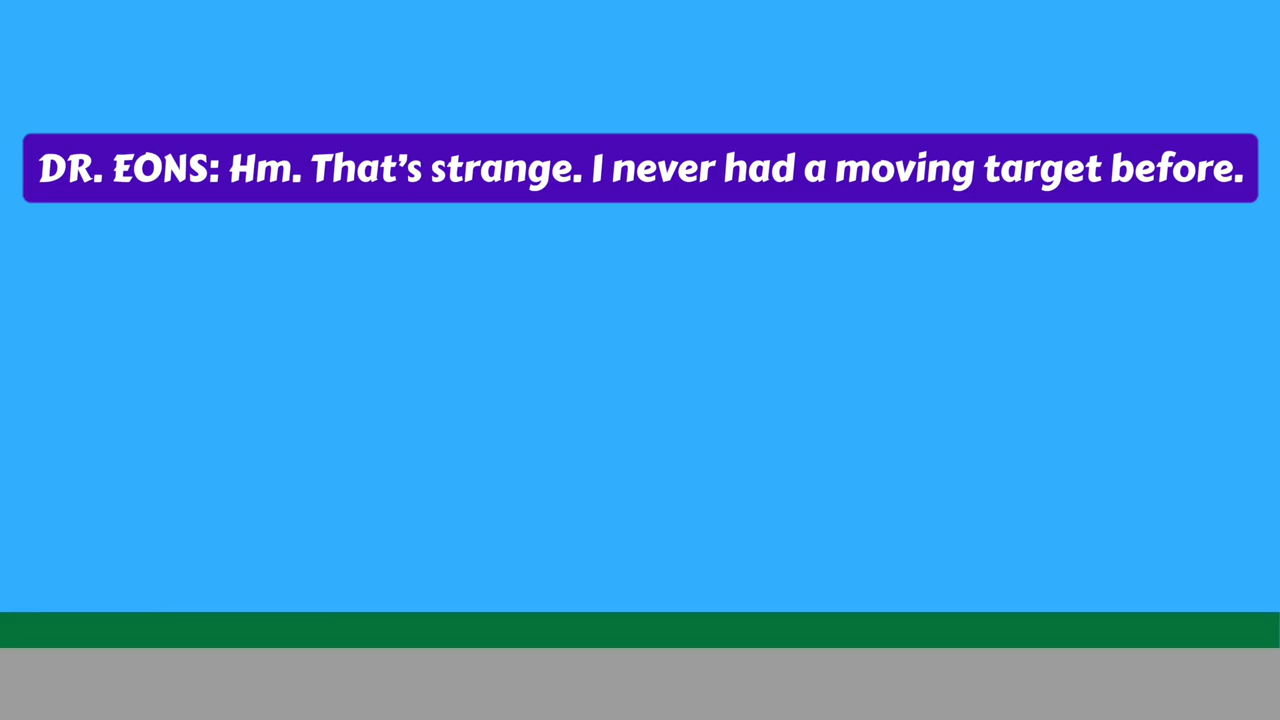 DR. EONS: Hm. That’s strange. I never had a moving target before.